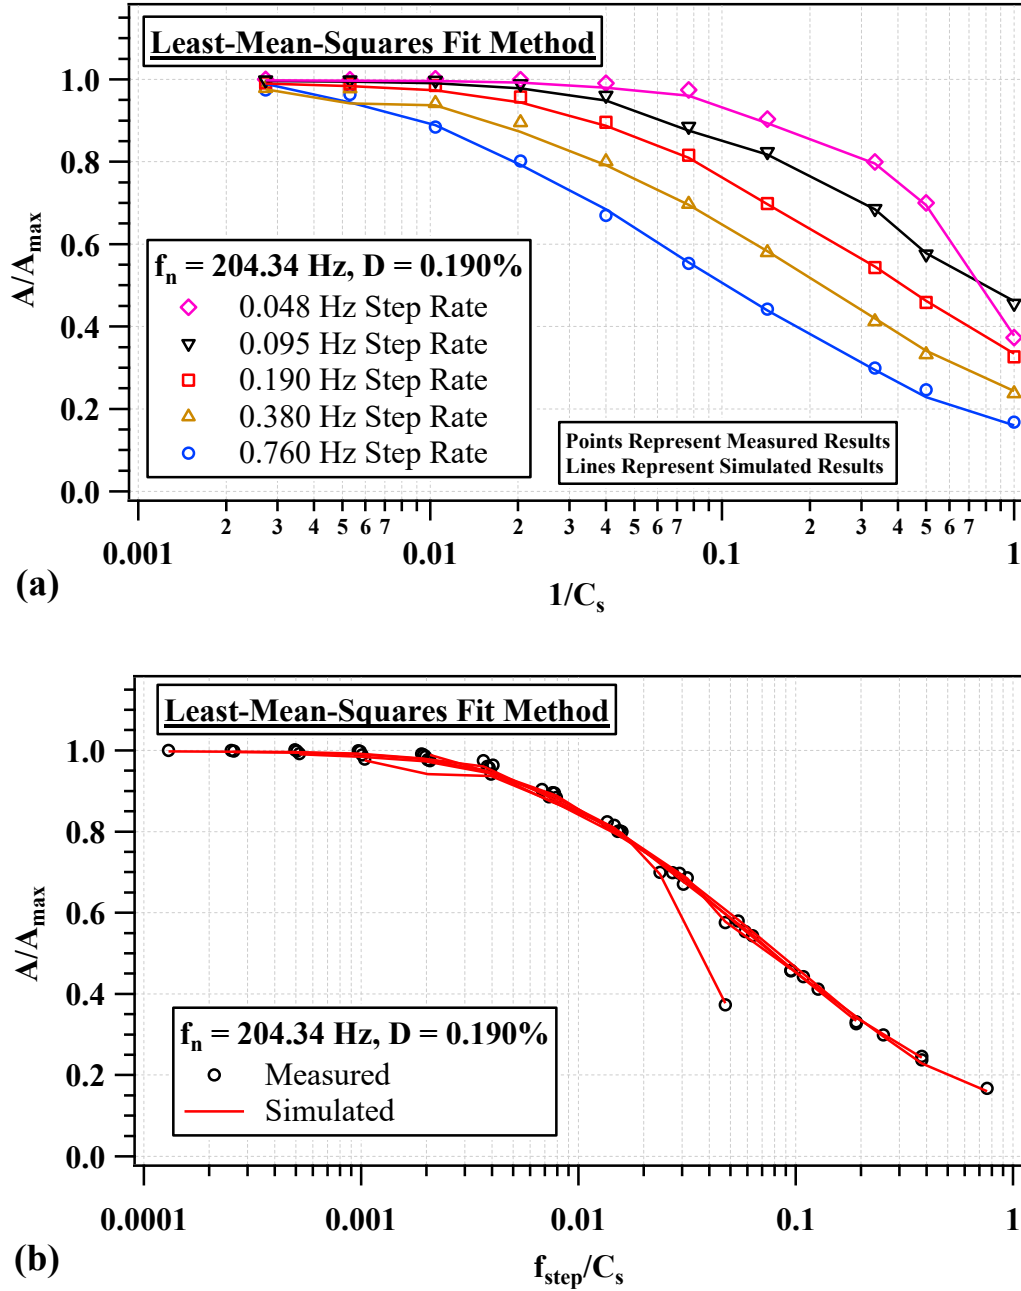 Least-Mean-Squares Fit Method
1.0
0.8
0.6
0.4
0.2
0.0
A/Amax
fn = 204.34 Hz, D = 0.190%
0.048 Hz Step Rate
0.095 Hz Step Rate
0.190 Hz Step Rate
0.380 Hz Step Rate
0.760 Hz Step Rate
Points Represent Measured Results
Lines Represent Simulated Results
2 3 4 5 6 7 2 3 4 5 6 7 2 3 4 5 6 7
0.001 0.01 0.1 1
(a)
1/Cs
Least-Mean-Squares Fit Method
1.0
0.8
0.6
0.4
0.2
0.0
A/Amax
fn = 204.34 Hz, D = 0.190%
Measured
Simulated
0.0001 0.001 0.01 0.1 1
(b)
fstep/Cs